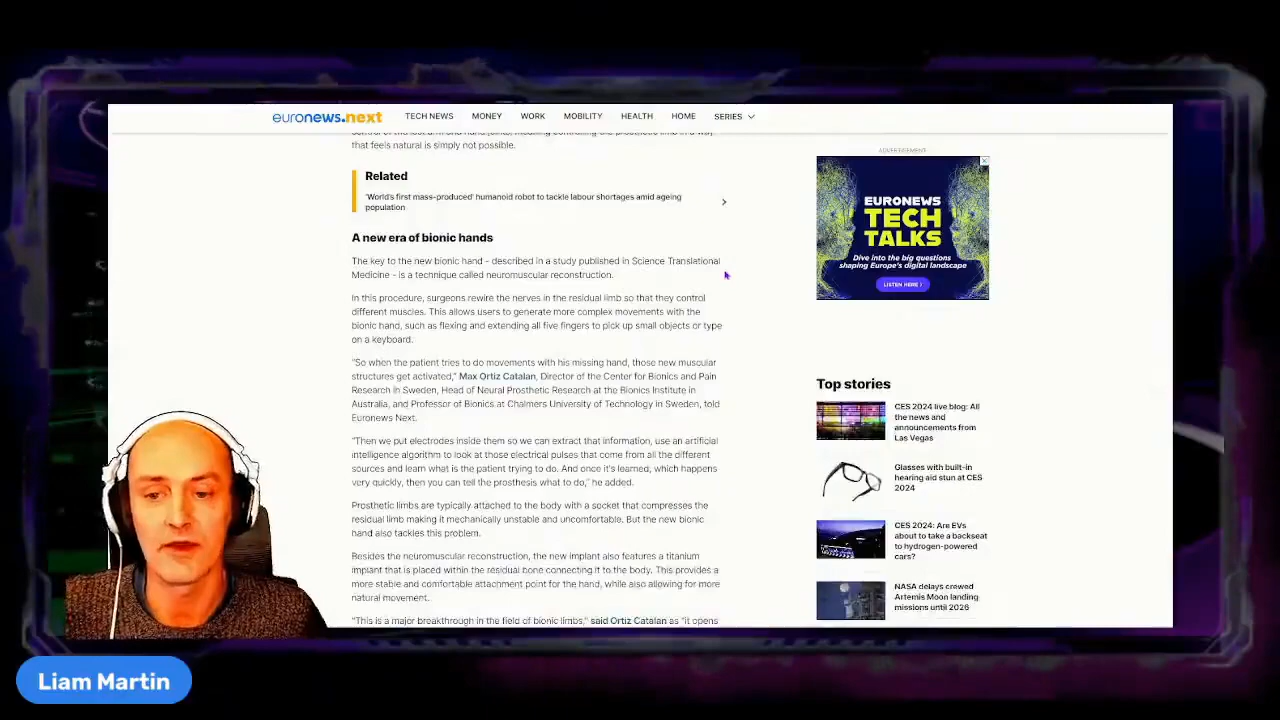 euronews.next
TECH NEWS
MONEY
WORK
MOBILITY
HEALTH
HOME
SERIES
that feels natural is simply not possible.
Related
'World's first mass-produced' humanoid robot to tackle labour shortages amid ageing
population
A new era of bionic hands
The key to the new bionic hand - described in a study published in Science Translational
Medicine - is a technique called neuromuscular reconstruction.
In this procedure, surgeons rewire the nerves in the residual limb so that they control
different muscles. This allows users to generate more complex movements with the
bionic hand, such as flexing and extending all five fingers to pick up small objects or type
on a keyboard.
"So when the patient tries to do movements with his missing hand, those new muscular
structures get activated," Max Ortiz Catalan, Director of the Center for Bionics and Pain
Research in Sweden, Head of Neural Prosthetic Research at the Bionics Institute in
Australia, and Professor of Bionics at Chalmers University of Technology in Sweden, told
Euronews Next.
"Then we put electrodes inside them so we can extract that information, use an artificial
intelligence algorithm to look at those electrical pulses that come from all the different
sources and learn what is the patient trying to do. And once it's learned, which happens
very quickly, then you can tell the prosthesis what to do," he added.
Prosthetic limbs are typically attached to the body with a socket that compresses the
residual limb making it mechanically unstable and uncomfortable. But the new bionic
hand also tackles this problem.
Besides the neuromuscular reconstruction, the new implant also features a titanium
implant that is placed within the residual bone connecting it to the body. This provides a
more stable and comfortable attachment point for the hand, while also allowing for more
natural movement.
"This is a major breakthrough in the field of bionic limbs," said Ortiz Catalan as "it opens
ADVERTISEMENT
EURONEWS
TECH
TALKS
Dive into the big questions
shaping Europe's digital landscape
LISTEN HERE
Top stories
CES 2024 live blog: All
the news and
announcements from
Las Vegas
Glasses with built-in
hearing aid stun at CES
2024
CES 2024: Are EVs
about to take a backseat
to hydrogen-powered
cars?
NASA delays crewed
Artemis Moon landing
missions until 2026
Liam Martin